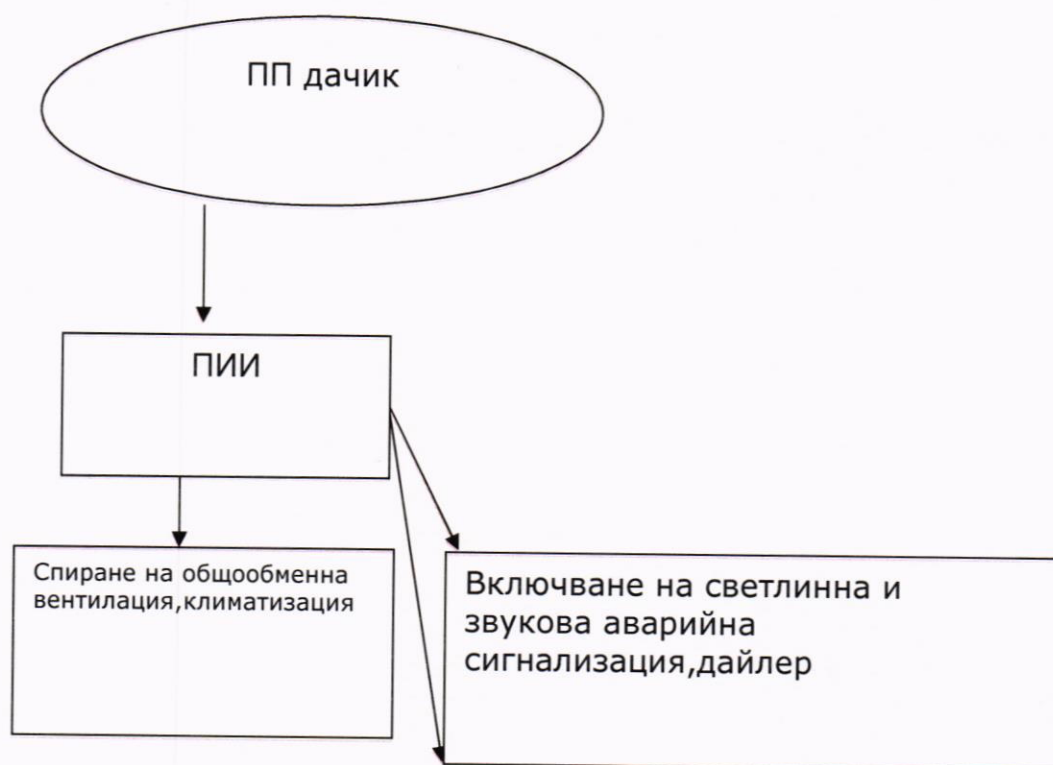 ПП дачик
ПИИ
Спиране на общообменна
вентилация,климатизация
Включване на светлинна и
звукова аварийна
сигнализация,дайлер